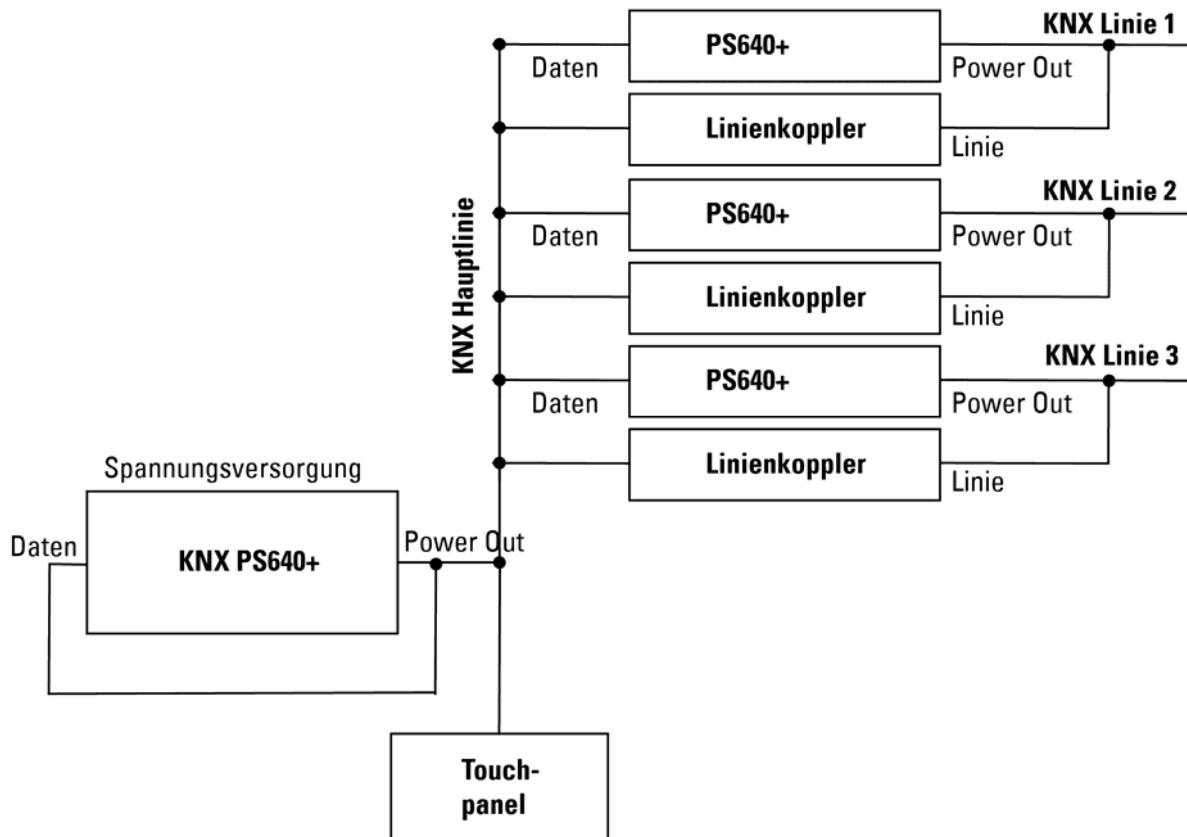 KNX Linie 1
PS640+
Daten
Power Out
Linienkoppler
Linie
KNX Linie 2
PS640+
Daten
Power Out
Linienkoppler
Linie
KNX Linie 3
PS640+
Daten
Power Out
Linienkoppler
Linie
KNX Hauptlinie
Spannungsversorgung
Daten
KNX PS640+
Power Out
Touch-
panel